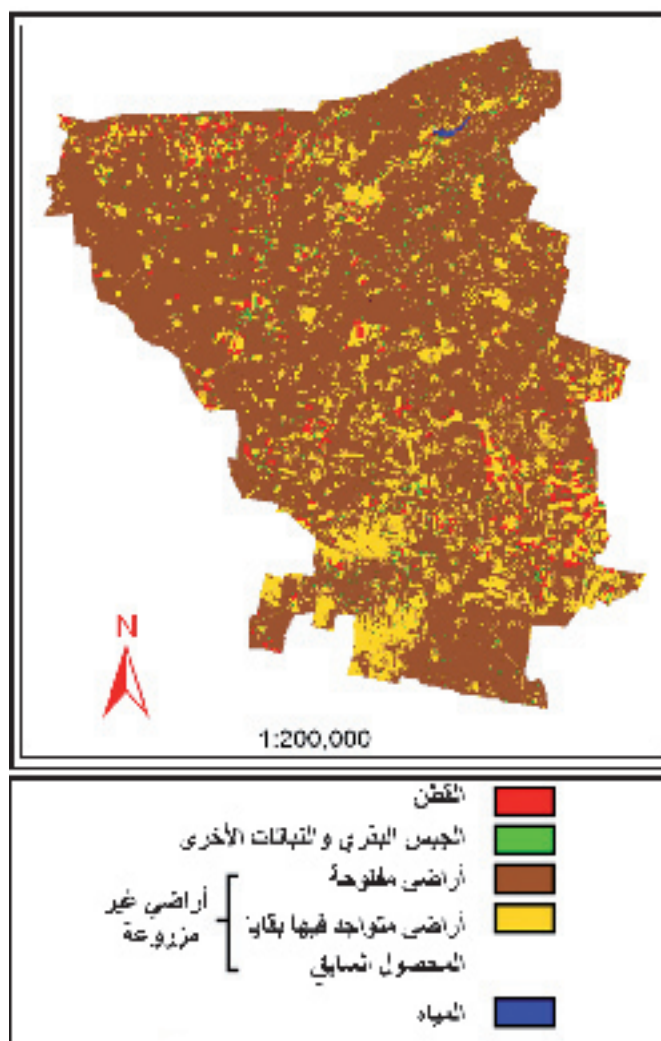 N
1:200,000
القطن
الجبس البذري والنباتات الأخرى
أراضي مفلوحة
أراضي متواجد فيها بقايا
المحصول السابق
أراضي غير
مزروعة
المياه